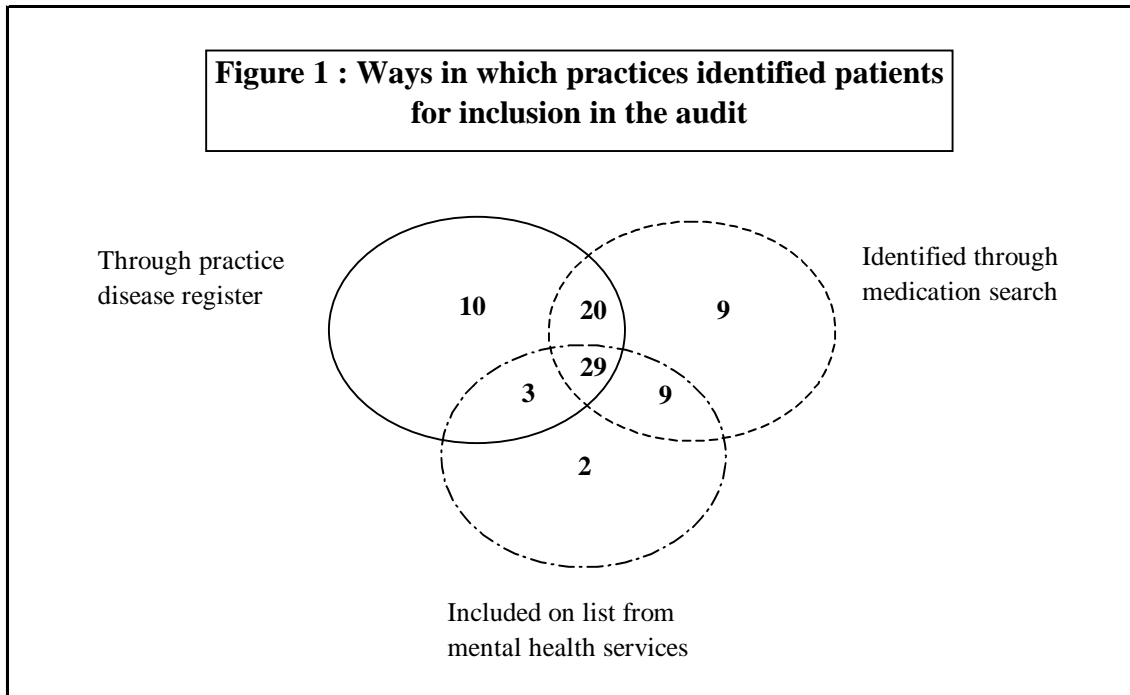 Figure 1 : Ways in which practices identified patients
for inclusion in the audit
Through practice
disease register
Identified through
medication search
10
20
9
29
3
9
2
Included on list from
mental health services